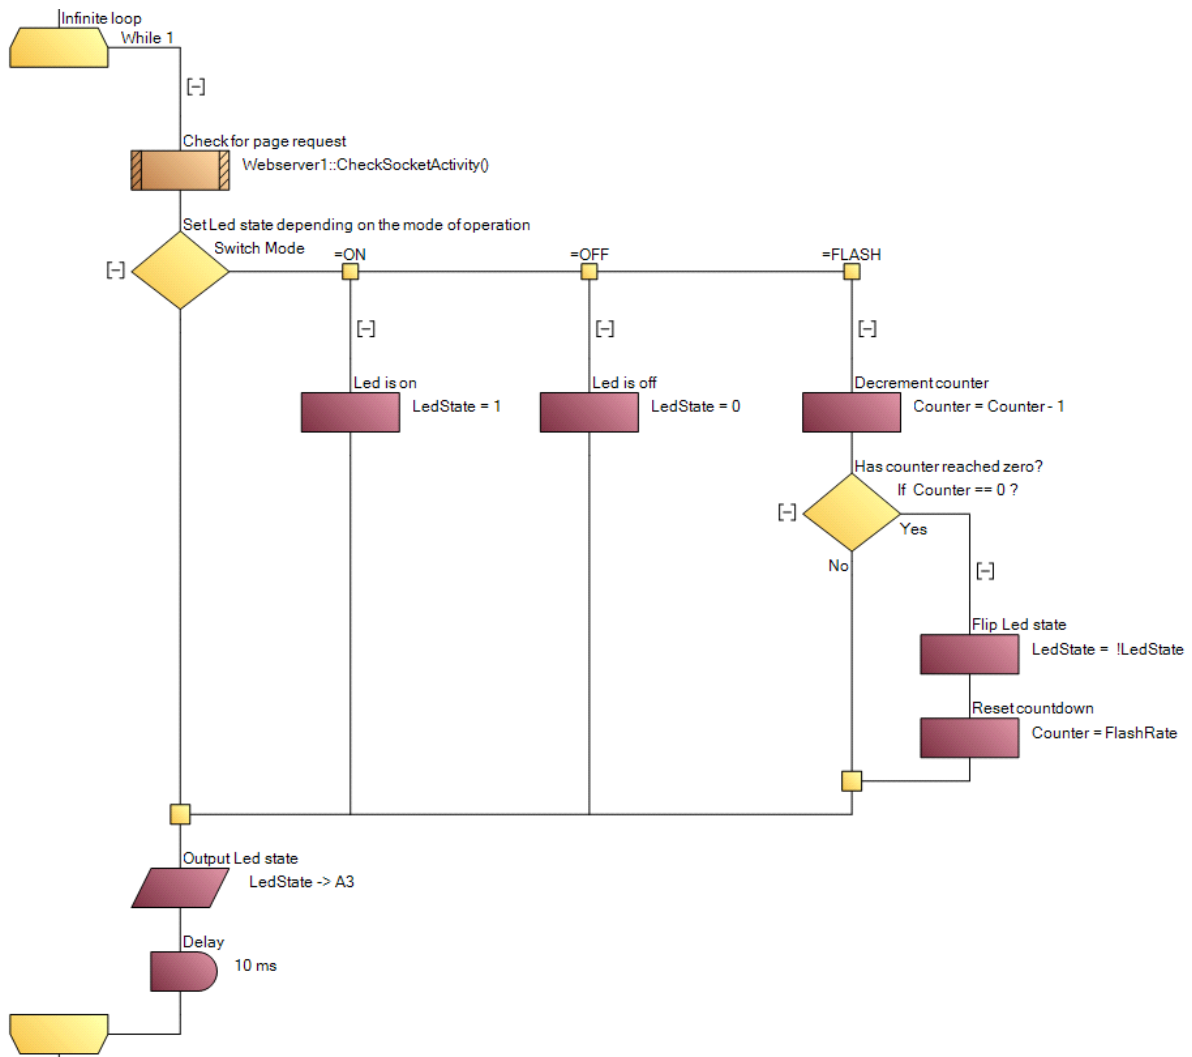 Infinite loop
While 1
[-]
Check for page request
Webserver1::CheckSocketActivity()
Set Led state depending on the mode of operation
Switch Mode
=ON
=OFF
=FLASH
[-]
[-]
[-]
[-]
Led is on
LedState = 1
Led is off
LedState = 0
Decrement counter
Counter = Counter - 1
Has counter reached zero?
If Counter == 0 ?
[-]
Yes
No
[-]
Flip Led state
LedState = !LedState
Reset countdown
Counter = FlashRate
Output Led state
LedState -> A3
Delay
10 ms